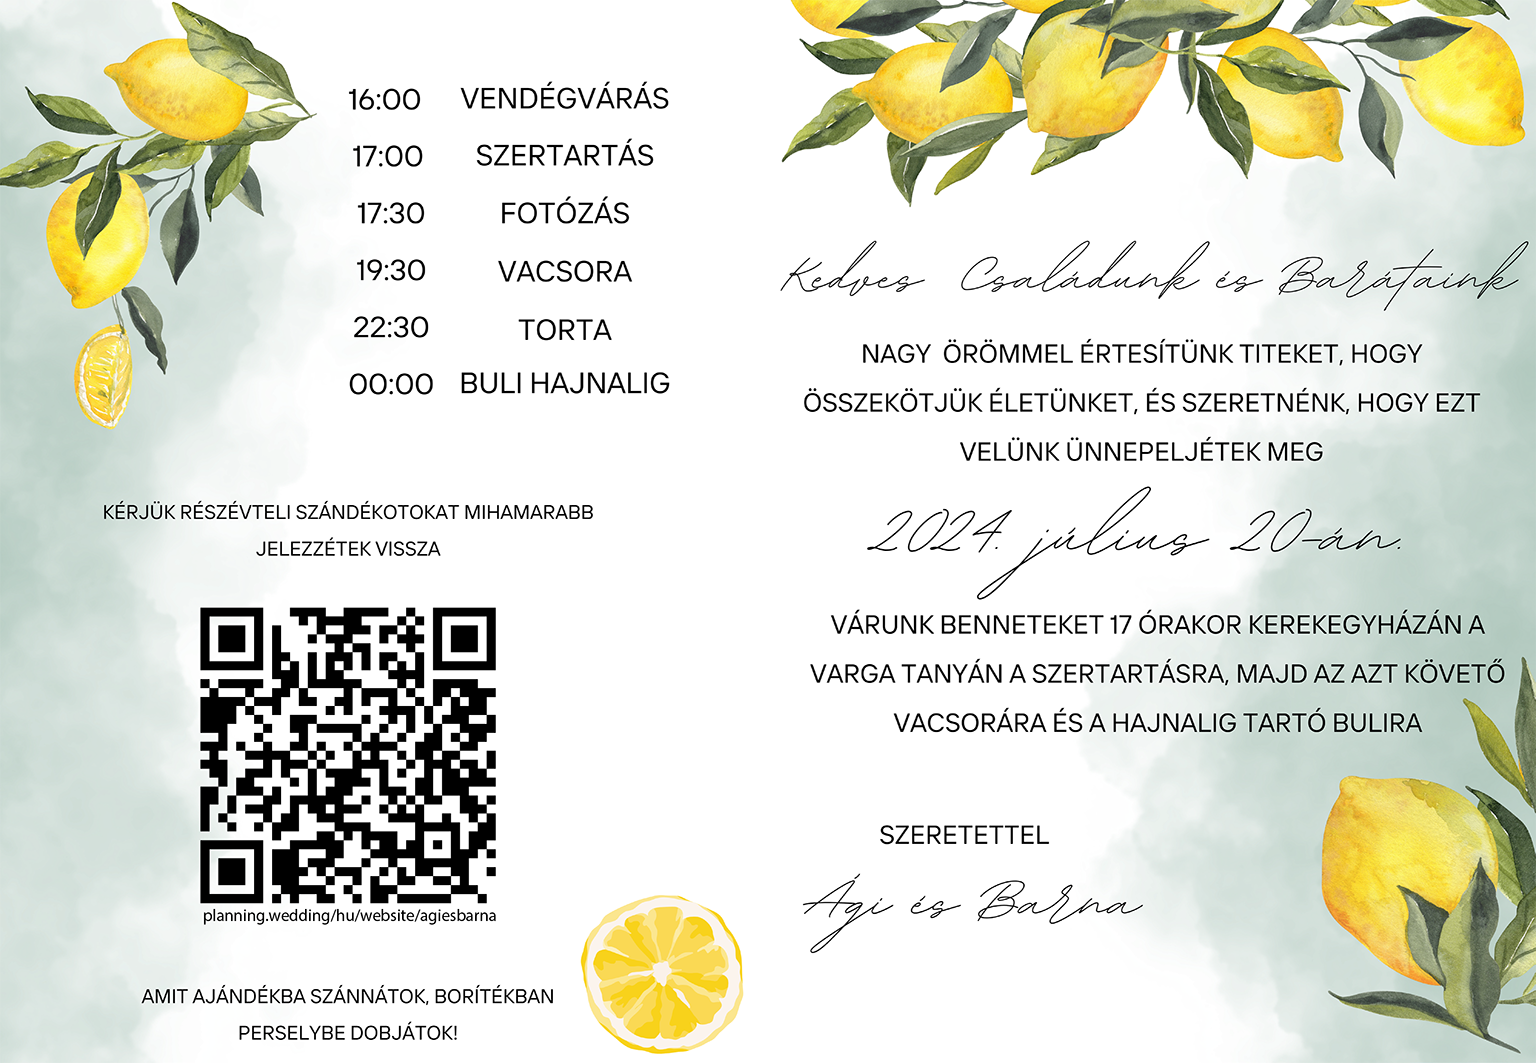 16:00 VENDÉGVÁRÁS
17:00 SZERTARTÁS
17:30 FOTÓZÁS
19:30 VACSORA
22:30 TORTA
00:00 BULI HAJNALIG
KÉRJÜK RÉSZÉVTELI SZÁNDÉKOTOKAT MIHAMARABB
JELEZZÉTEK VISSZA
planning.wedding/hu/website/agiesbarna
AMIT AJÁNDÉKBA SZÁNNÁTOK, BORÍTÉKBAN
PERSELYBE DOBJÁTOK!
Kedves Családunk és Barátaink
NAGY ÖRÖMMEL ÉRTESÍTÜNK TITEKET, HOGY
ÖSSZEKÖTJÜK ÉLETÜNKET, ÉS SZERETNÉNK, HOGY EZT
VELÜNK ÜNNEPELJÉTEK MEG
2024. július 20-án.
VÁRUNK BENNETEKET 17 ÓRAKOR KEREKEGYHÁZÁN A
VARGA TANYÁN A SZERTARTÁSRA, MAJD AZ AZT KÖVETŐ
VACSORÁRA ÉS A HAJNALIG TARTÓ BULIRA
SZERETETTEL
Ági és Barna